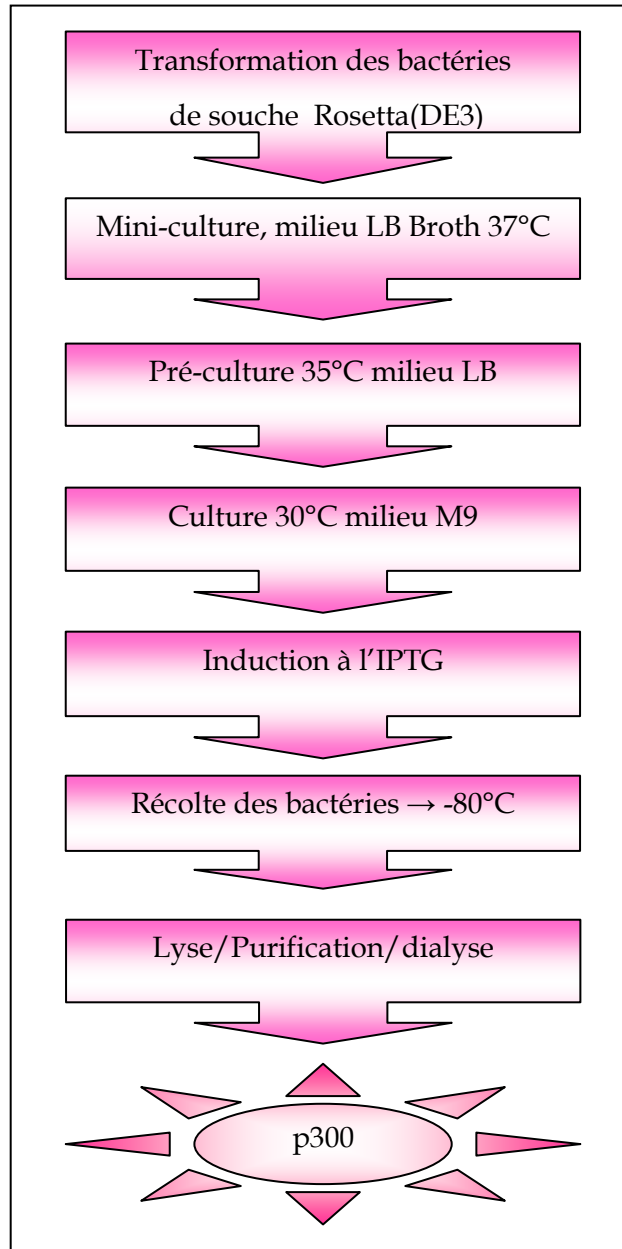 Transformation des bactéries
de souche Rosetta(DE3)
Mini-culture, milieu LB Broth 37°C
Pré-culture 35°C milieu LB
Culture 30°C milieu M9
Induction à l'IPTG
Récolte des bactéries → -80°C
Lyse/Purification/dialyse
p300